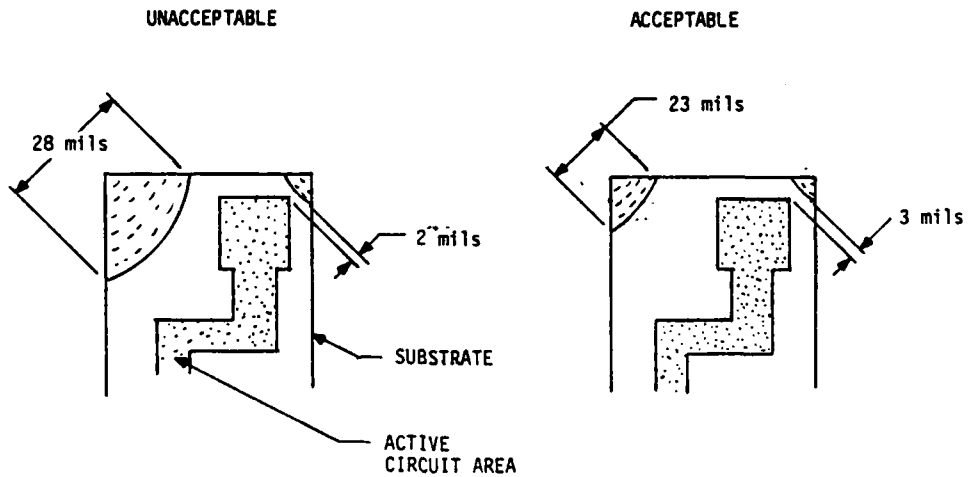 UNACCEPTABLE
ACCEPTABLE
28 mils
23 mils
2 mils
3 mils
SUBSTRATE
ACTIVE
CIRCUIT AREA